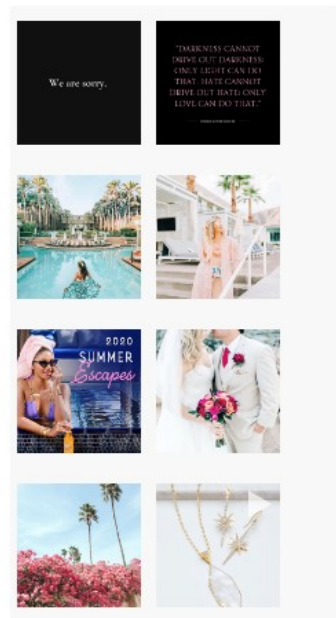 We are sorry.
"DARKNESS CANNOT
DRIVE OUT DARKNESS:
ONLY LIGHT CAN DO
THAT. HATE CANNOT
DRIVE OUT HATE: ONLY
LOVE CAN DO THAT."
2020
SUMMER
Escapes